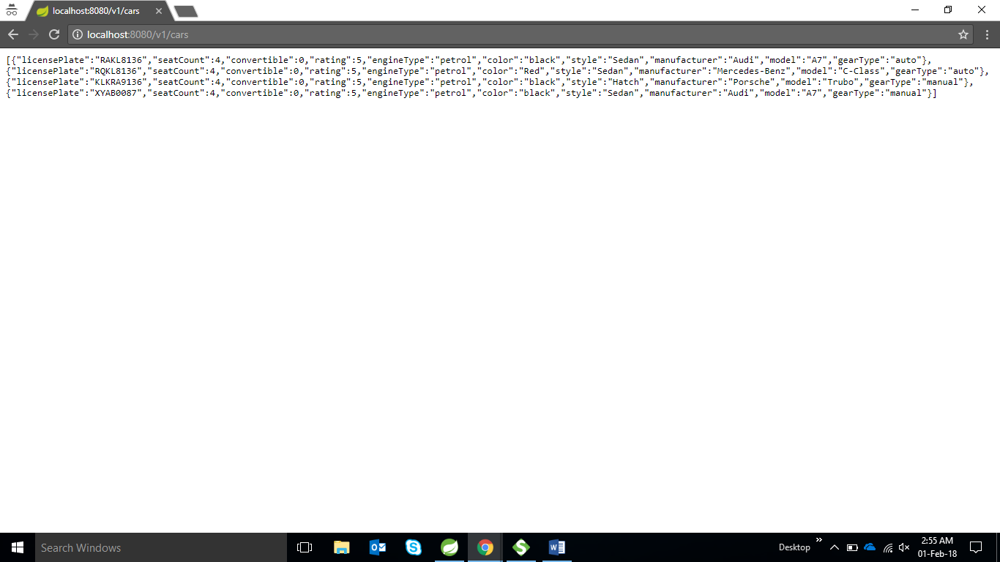 localhost:8080/v1/cars
localhost:8080/v1/cars
[{"licensePlate":"RAKL8136","seatCount":4,"convertible":0,"rating":5,"engineType":"petrol","color":"black","style":"Sedan","manufacturer":"Audi","model":"A7","gearType":"auto"},
{"licensePlate":"RQKL8136","seatCount":4,"convertible":0,"rating":5,"engineType":"petrol","color":"Red","style":"Sedan","manufacturer":"Mercedes-Benz","model":"C-Class","gearType":"auto"},
{"licensePlate":"KLKRA9136","seatCount":4,"convertible":0,"rating":5,"engineType":"petrol","color":"black","style":"Hatch","manufacturer":"Porsche","model":"Trubo","gearType":"manual"},
{"licensePlate":"XYAB0087","seatCount":4,"convertible":0,"rating":5,"engineType":"petrol","color":"black","style":"Sedan","manufacturer":"Audi","model":"A7","gearType":"manual"}]
Search Windows
Desktop
2:55 AM
01-Feb-18